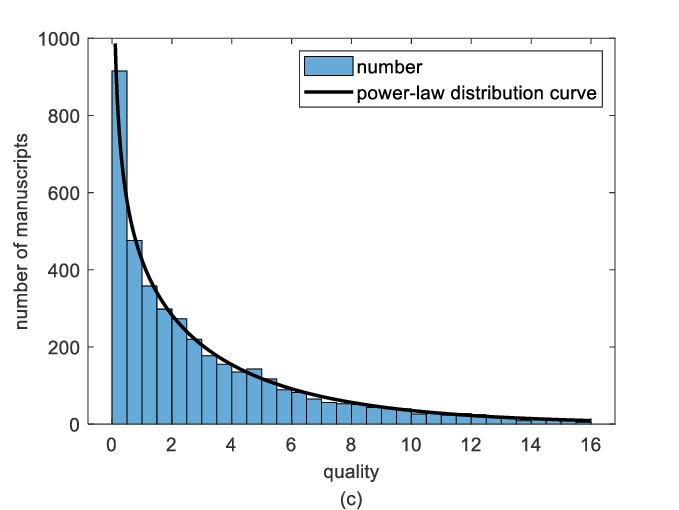 1000
800
600
400
200
0
number of manuscripts
number
power-law distribution curve
0 2 4 6 8 10 12 14 16
quality
(c)